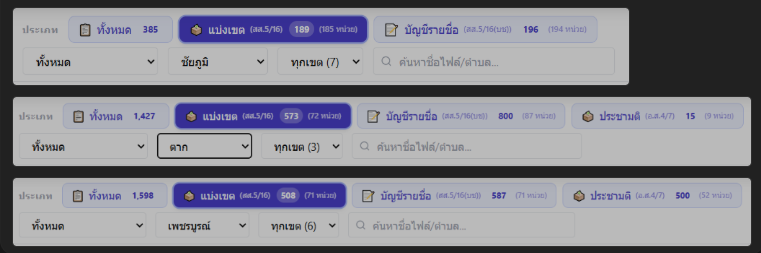 ประเภท ทั้งหมด 385 แบ่งเขต (สส.5/16) 189 (185 หน่วย) บัญชีรายชื่อ (สส.5/16(บช)) 196 (194 หน่วย)
ทั้งหมด ชัยภูมิ ทุกเขต (7) ค้นหาชื่อไฟล์/ตำบล...
ประเภท ทั้งหมด 1,427 แบ่งเขต (สส.5/16) 573 (72 หน่วย) บัญชีรายชื่อ (สส.5/16(บช)) 800 (87 หน่วย) ประชามติ (อ.ส.4/7) 15 (9 หน่วย)
ทั้งหมด ตาก ทุกเขต (3) ค้นหาชื่อไฟล์/ตำบล...
ประเภท ทั้งหมด 1,598 แบ่งเขต (สส.5/16) 508 (71 หน่วย) บัญชีรายชื่อ (สส.5/16(บช)) 587 (71 หน่วย) ประชามติ (อ.ส.4/7) 500 (52 หน่วย)
ทั้งหมด เพชรบูรณ์ ทุกเขต (6) ค้นหาชื่อไฟล์/ตำบล...